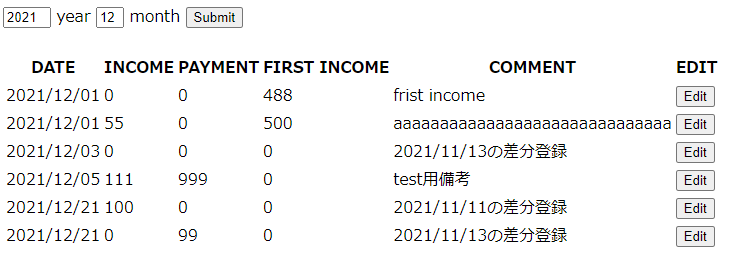 2021 year 12 month Submit
DATE INCOME PAYMENT FIRST INCOME COMMENT EDIT
2021/12/01 0 0 488 frist income Edit
2021/12/01 55 0 500 aaaaaaaaaaaaaaaaaaaaaaaaaaaaaa Edit
2021/12/03 0 0 0 2021/11/13の差分登録 Edit
2021/12/05 111 999 0 test用備考 Edit
2021/12/21 100 0 0 2021/11/11の差分登録 Edit
2021/12/21 0 99 0 2021/11/13の差分登録 Edit